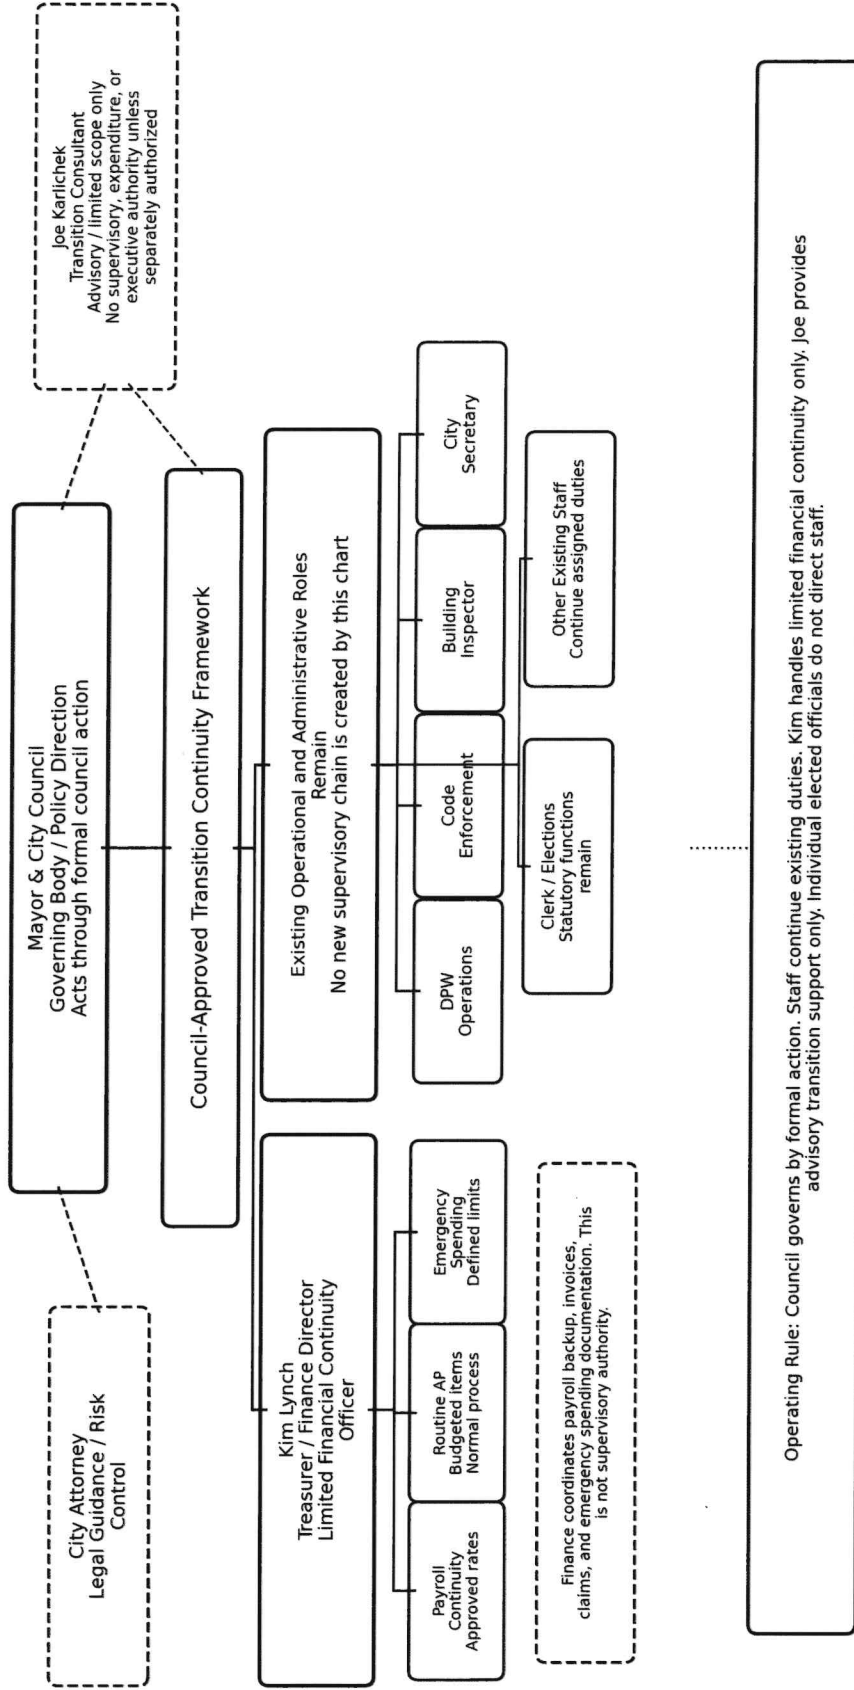 City Attorney
Legal Guidance / Risk
Control
Mayor & City Council
Governing Body / Policy Direction
Acts through formal council action
Joe Karlichek
Transition Consultant
Advisory / limited scope only
No supervisory, expenditure, or
executive authority unless
separately authorized
Council-Approved Transition Continuity Framework
Kim Lynch
Treasurer / Finance Director
Limited Financial Continuity
Officer
Existing Operational and Administrative Roles
Remain
No new supervisory chain is created by this chart
Payroll
Continuity
Approved rates
Routine AP
Budgeted items
Normal process
Emergency
Spending
Defined limits
DPW
Operations
Code
Enforcement
Building
Inspector
City
Secretary
Finance coordinates payroll backup, invoices,
claims, and emergency spending documentation. This
is not supervisory authority.
Clerk / Elections
Statutory functions
remain
Other Existing Staff
Continue assigned duties
Operating Rule: Council governs by formal action. Staff continue existing duties. Kim handles limited financial continuity only. Joe provides
advisory transition support only. Individual elected officials do not direct staff.